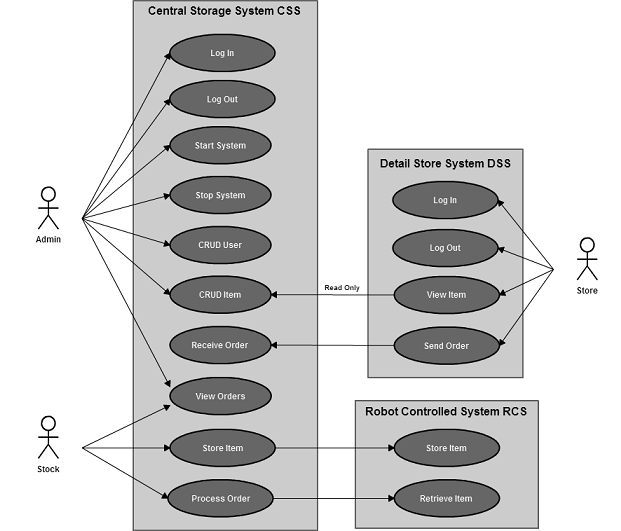 Central Storage System CSS
Log In
Log Out
Start System
Stop System
CRUD User
CRUD Item
Receive Order
View Orders
Store Item
Process Order
Admin
Stock
Read Only
Detail Store System DSS
Log In
Log Out
View Item
Send Order
Store
Robot Controlled System RCS
Store Item
Retrieve Item